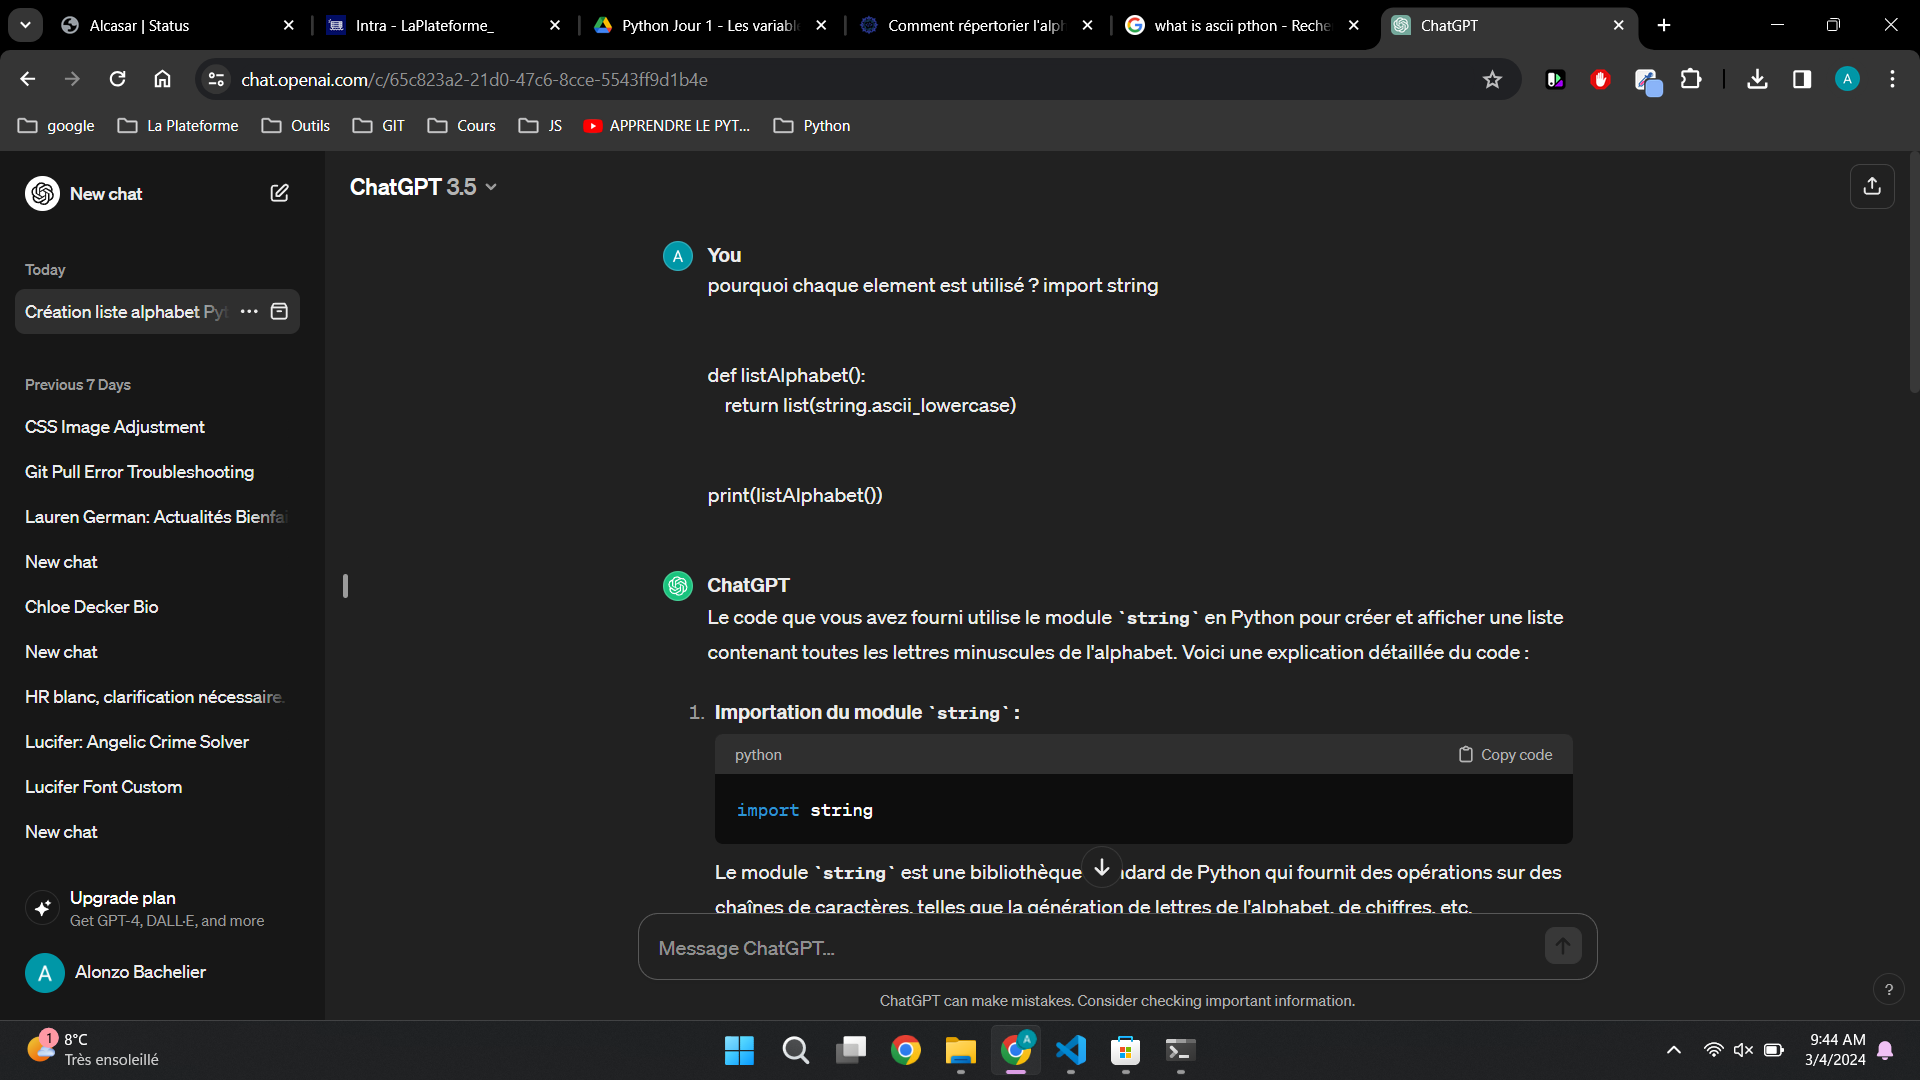 Alcasar | Status
Intra - LaPlateforme_
Python Jour 1 - Les variabl
Comment répertorier l'alph
what is ascii pthon - Reche
ChatGPT
chat.openai.com/c/65c823a2-21d0-47c6-8cce-5543ff9d1b4e
A
google
La Plateforme
Outils
GIT
Cours
JS
APPRENDRE LE PYT...
Python
New chat
ChatGPT 3.5
Today
Création liste alphabet Pyt
Previous 7 Days
CSS Image Adjustment
Git Pull Error Troubleshooting
Lauren German: Actualités Bienfai
New chat
Chloe Decker Bio
New chat
HR blanc, clarification nécessaire.
Lucifer: Angelic Crime Solver
Lucifer Font Custom
New chat
Upgrade plan
Get GPT-4, DALL·E, and more
A
Alonzo Bachelier
A
You
pourquoi chaque element est utilisé ? import string
def listAlphabet():
return list(string.ascii_lowercase)
print(listAlphabet())
ChatGPT
Le code que vous avez fourni utilise le module `string` en Python pour créer et afficher une liste
contenant toutes les lettres minuscules de l'alphabet. Voici une explication détaillée du code :
1. Importation du module `string` :
python
Copy code
import string
Le module `string` est une bibliothèque dard de Python qui fournit des opérations sur des
chaînes de caractères, telles que la génération de lettres de l'alphabet, de chiffres, etc.
Message ChatGPT...
ChatGPT can make mistakes. Consider checking important information.
?
1
8°C
Très ensoleillé
A
9:44 AM
3/4/2024